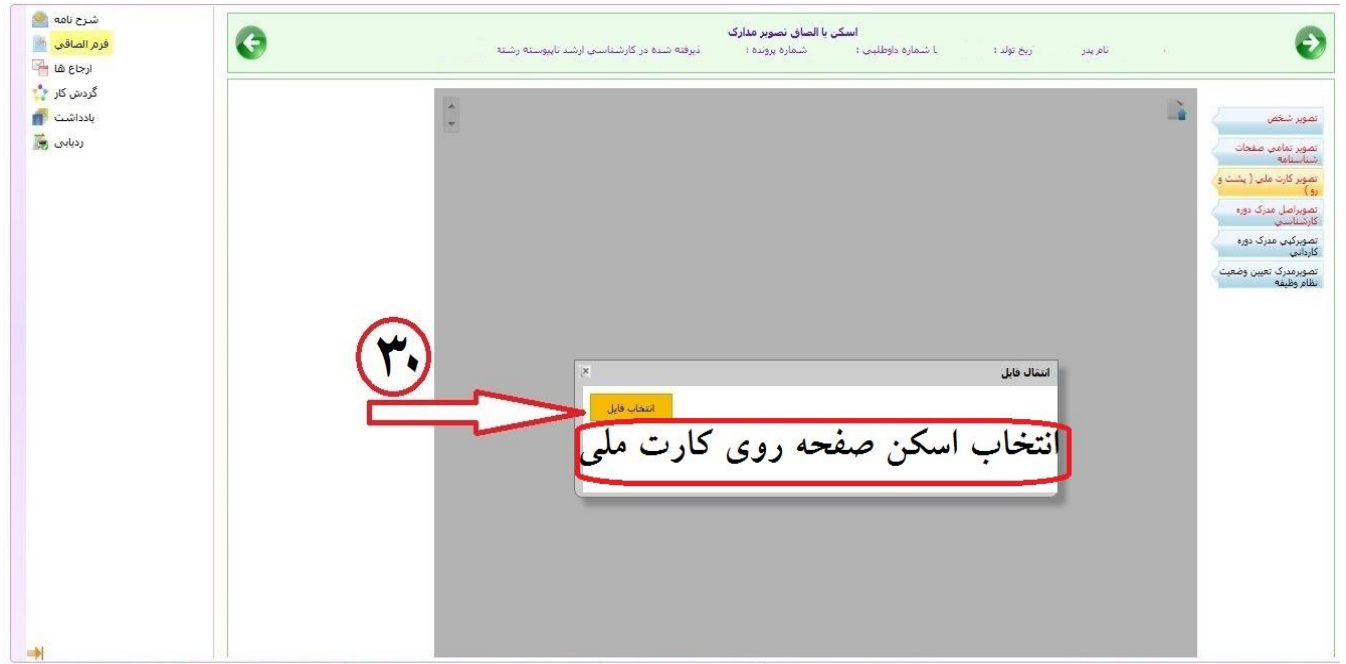 شرح نامه
فرم الصاقی
ارجاع ها
گردش کار
یادداشت
ردیابی
اسکن یا الصاق تصویر مدارک
نام پدر
ریخ تولد :
ا شماره داوطلبی :
شماره پرونده :
ذیرفته شده در کارشناسی ارشد ناپیوسته رشته
تصویر شخص
تصویر تمامی صفحات
شناسنامه
تصویر کارت ملی ( پشت و
رو )
تصویراصل مدرک دوره
کارشناسی
تصویرکپی مدرک دوره
کاردانی
تصویرمدرک تعیین وضعیت
نظام وظیفه
انتقال فایل
انتخاب فایل
انتخاب اسکن صفحه روی کارت ملی
۳۰